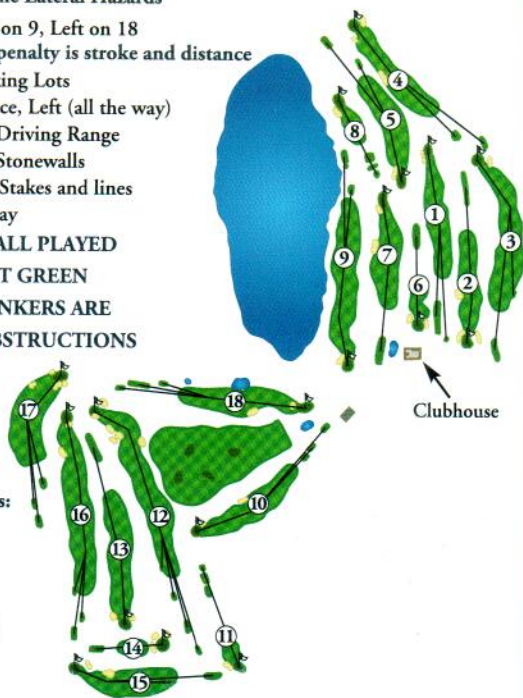 ne Lateral Hazards
on 9, Left on 18
penalty is stroke and distance
ing Lots
ce, Left (all the way)
Driving Range
Stonewalls
Stakes and lines
ay
ALL PLAYED
T GREEN
NKERS ARE
BSTRUCTIONS
4
5
8
1
3
9
7
6
2
Clubhouse
18
17
10
16
12
13
s:
11
14
15